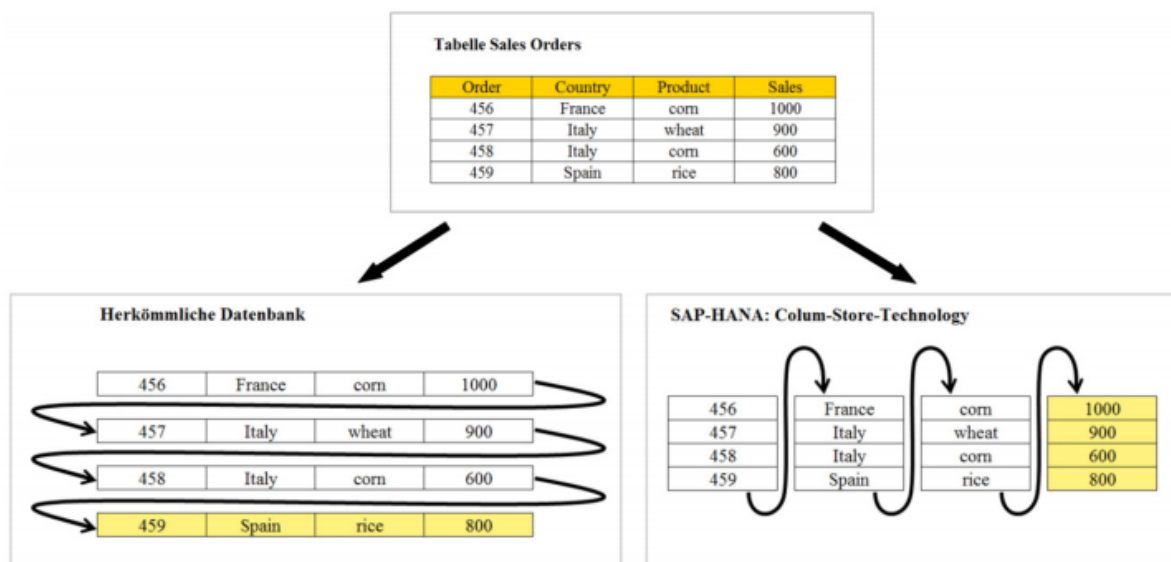 Tabelle Sales Orders
Order Country Product Sales
456 France corn 1000
457 Italy wheat 900
458 Italy corn 600
459 Spain rice 800
Herkömmliche Datenbank
456 France corn 1000
457 Italy wheat 900
458 Italy corn 600
459 Spain rice 800
SAP-HANA: Colum-Store-Technology
456 France corn 1000
457 Italy wheat 900
458 Italy corn 600
459 Spain rice 800